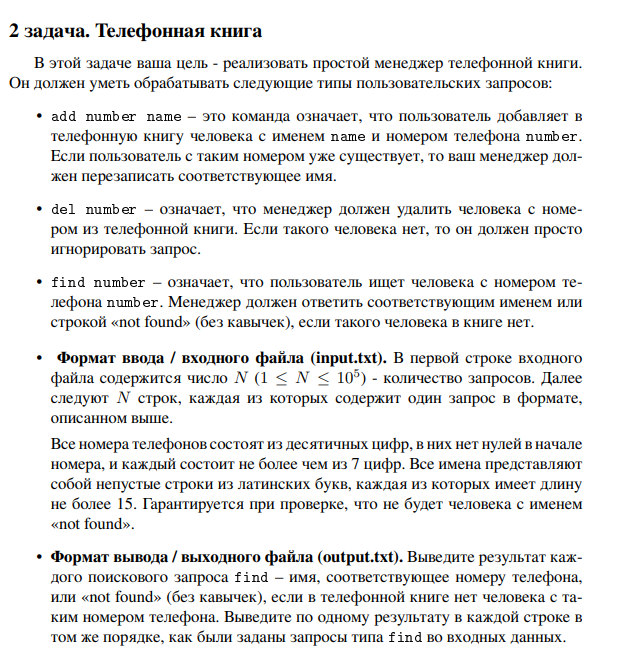 2 задача. Телефонная книга
В этой задаче ваша цель - реализовать простой менеджер телефонной книги.
Он должен уметь обрабатывать следующие типы пользовательских запросов:
• add number name – это команда означает, что пользователь добавляет в
телефонную книгу человека с именем name и номером телефона number.
Если пользователь с таким номером уже существует, то ваш менеджер дол-
жен перезаписать соответствующее имя.
• del number – означает, что менеджер должен удалить человека с номе-
ром из телефонной книги. Если такого человека нет, то он должен просто
игнорировать запрос.
• find number – означает, что пользователь ищет человека с номером те-
лефона number. Менеджер должен ответить соответствующим именем или
строкой «not found» (без кавычек), если такого человека в книге нет.
• Формат ввода / входного файла (input.txt). В первой строке входного
файла содержится число N (1 ≤ N ≤ 10⁵) - количество запросов. Далее
следуют N строк, каждая из которых содержит один запрос в формате,
описанном выше.
Все номера телефонов состоят из десятичных цифр, в них нет нулей в начале
номера, и каждый состоит не более чем из 7 цифр. Все имена представляют
собой непустые строки из латинских букв, каждая из которых имеет длину
не более 15. Гарантируется при проверке, что не будет человека с именем
«not found».
• Формат вывода / выходного файла (output.txt). Выведите результат каж-
дого поискового запроса find – имя, соответствующее номеру телефона,
или «not found» (без кавычек), если в телефонной книге нет человека с та-
ким номером телефона. Выведите по одному результату в каждой строке в
том же порядке, как были заданы запросы типа find во входных данных.